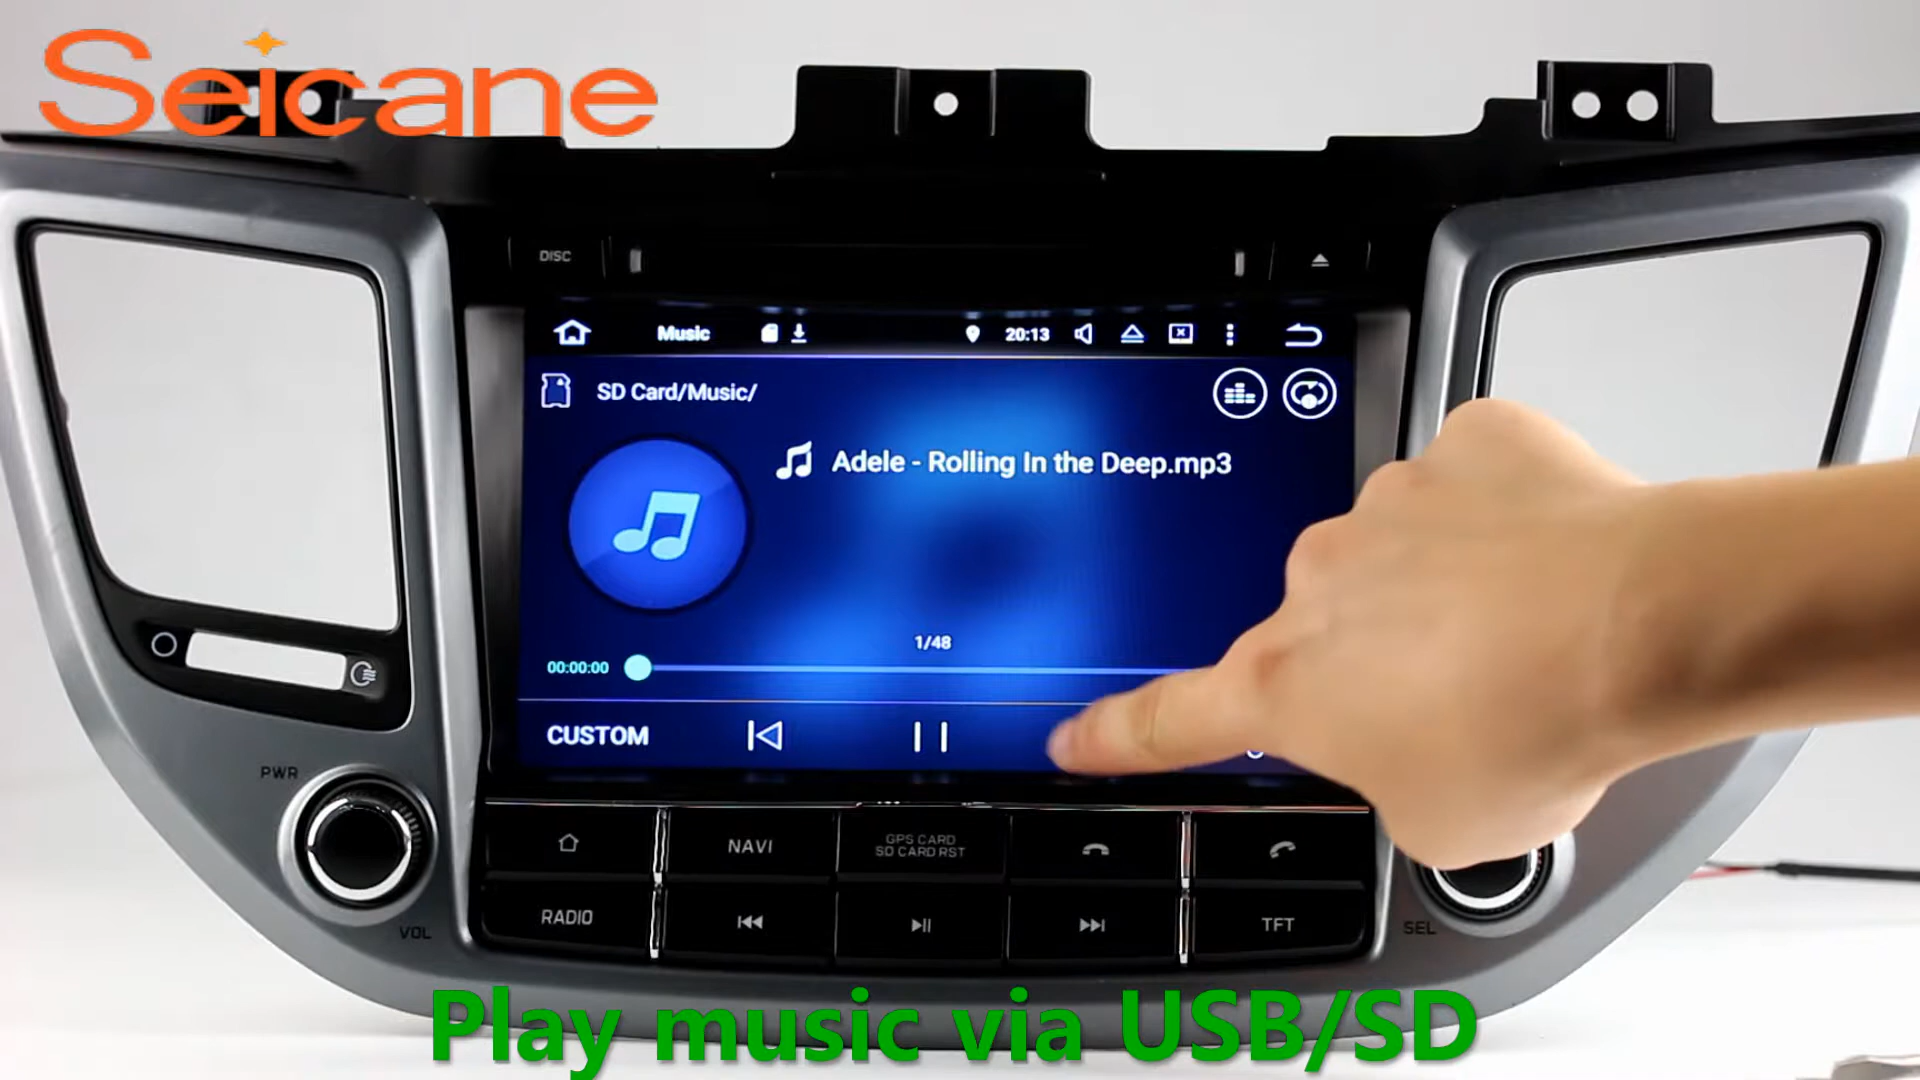 Seicane
DISC
Music
20:13
SD Card/Music/
Adele - Rolling In the Deep.mp3
1/48
00:00:00
CUSTOM
PWR
VOL
NAVI
GPS CARD
SD CARD RST
RADIO
TFT
SEL
Play music via USB/SD